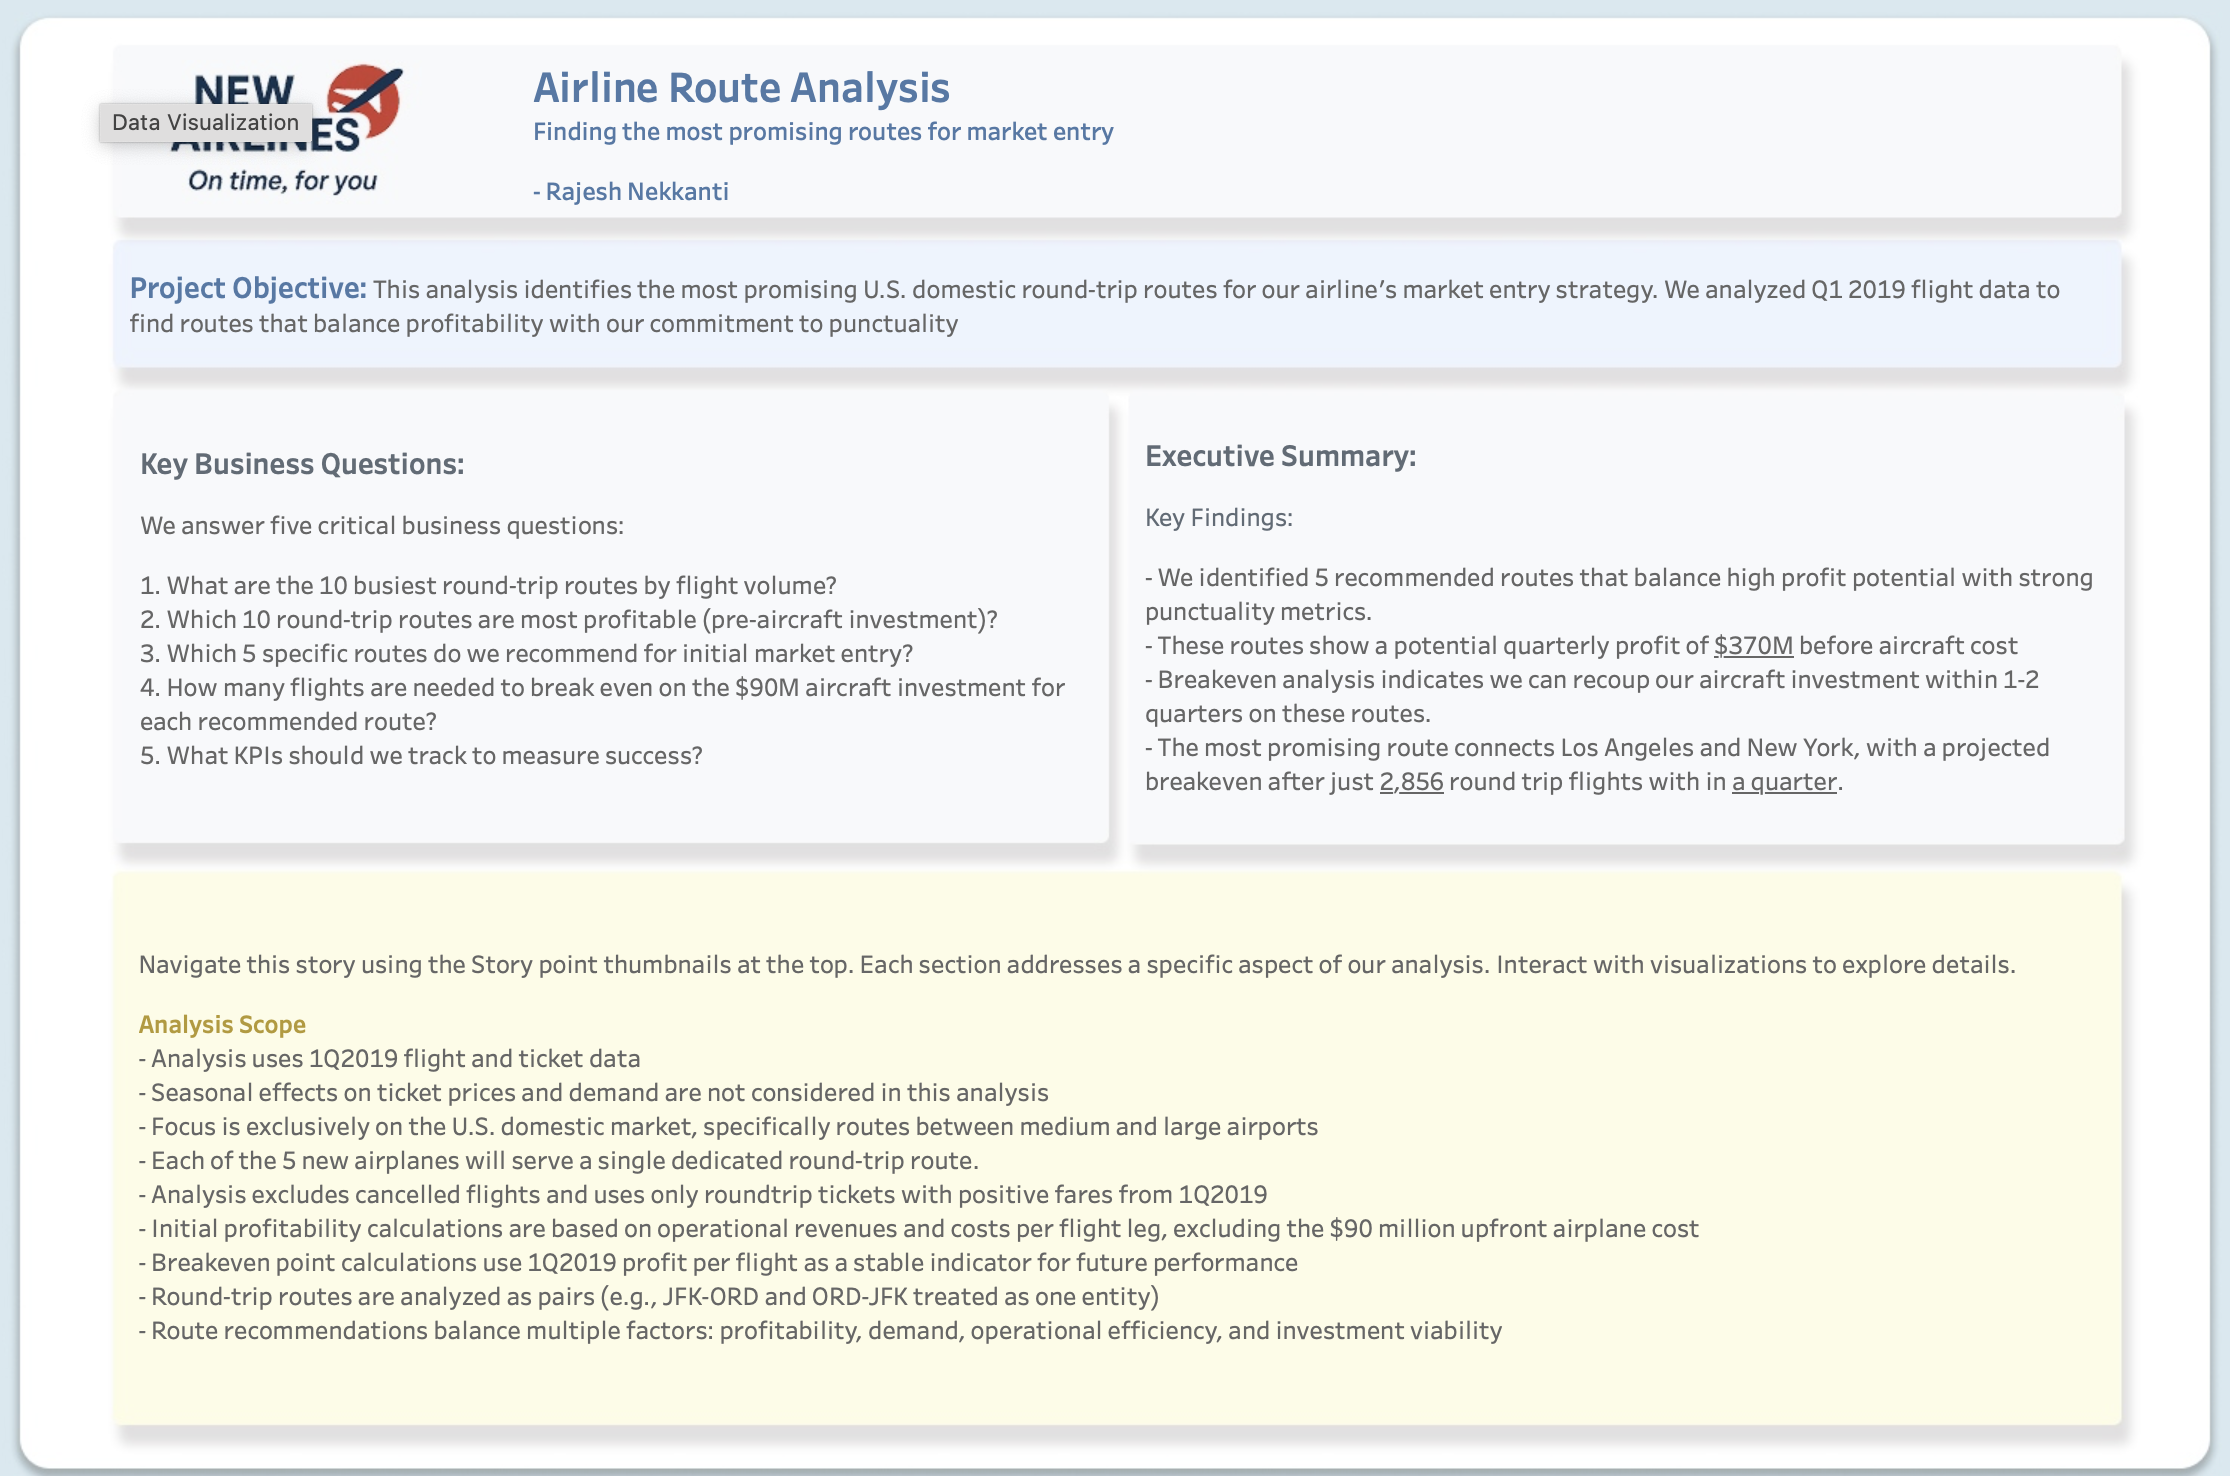 NEW
Data Visualization
ES
On time, for you
Airline Route Analysis
Finding the most promising routes for market entry
- Rajesh Nekkanti
Project Objective: This analysis identifies the most promising U.S. domestic round-trip routes for our airline’s market entry strategy. We analyzed Q1 2019 flight data to
find routes that balance profitability with our commitment to punctuality
Key Business Questions:
We answer five critical business questions:
1. What are the 10 busiest round-trip routes by flight volume?
2. Which 10 round-trip routes are most profitable (pre-aircraft investment)?
3. Which 5 specific routes do we recommend for initial market entry?
4. How many flights are needed to break even on the $90M aircraft investment for
each recommended route?
5. What KPIs should we track to measure success?
Executive Summary:
Key Findings:
- We identified 5 recommended routes that balance high profit potential with strong
punctuality metrics.
- These routes show a potential quarterly profit of $370M before aircraft cost
- Breakeven analysis indicates we can recoup our aircraft investment within 1-2
quarters on these routes.
- The most promising route connects Los Angeles and New York, with a projected
breakeven after just 2,856 round trip flights with in a quarter.
Navigate this story using the Story point thumbnails at the top. Each section addresses a specific aspect of our analysis. Interact with visualizations to explore details.
Analysis Scope
- Analysis uses 1Q2019 flight and ticket data
- Seasonal effects on ticket prices and demand are not considered in this analysis
- Focus is exclusively on the U.S. domestic market, specifically routes between medium and large airports
- Each of the 5 new airplanes will serve a single dedicated round-trip route.
- Analysis excludes cancelled flights and uses only roundtrip tickets with positive fares from 1Q2019
- Initial profitability calculations are based on operational revenues and costs per flight leg, excluding the $90 million upfront airplane cost
- Breakeven point calculations use 1Q2019 profit per flight as a stable indicator for future performance
- Round-trip routes are analyzed as pairs (e.g., JFK-ORD and ORD-JFK treated as one entity)
- Route recommendations balance multiple factors: profitability, demand, operational efficiency, and investment viability